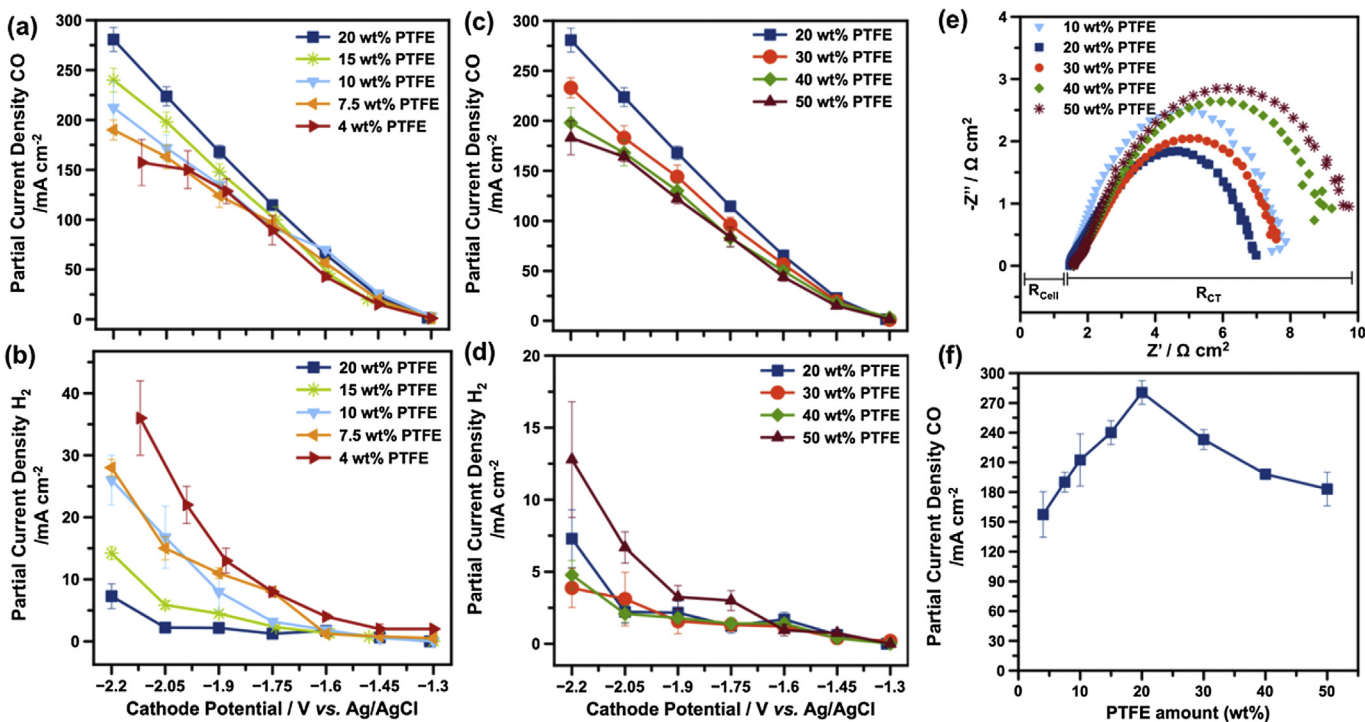 (a)
Partial Current Density CO
/mA cm⁻²
300
250
200
150
100
50
0
20 wt% PTFE
15 wt% PTFE
10 wt% PTFE
7.5 wt% PTFE
4 wt% PTFE
(b)
Partial Current Density H₂
/mA cm⁻²
40
30
20
10
0
20 wt% PTFE
15 wt% PTFE
10 wt% PTFE
7.5 wt% PTFE
4 wt% PTFE
−2.2 −2.05 −1.9 −1.75 −1.6 −1.45 −1.3
Cathode Potential / V vs. Ag/AgCl
(c)
Partial Current Density CO
/mA cm⁻²
300
250
200
150
100
50
0
20 wt% PTFE
30 wt% PTFE
40 wt% PTFE
50 wt% PTFE
(d)
Partial Current Density H₂
/mA cm⁻²
20
15
10
5
0
20 wt% PTFE
30 wt% PTFE
40 wt% PTFE
50 wt% PTFE
−2.2 −2.05 −1.9 −1.75 −1.6 −1.45 −1.3
Cathode Potential / V vs. Ag/AgCl
(e)
-Z'' / Ω cm²
4
3
2
1
0
10 wt% PTFE
20 wt% PTFE
30 wt% PTFE
40 wt% PTFE
50 wt% PTFE
R_Cell
R_CT
0 2 4 6 8 10
Z' / Ω cm²
(f)
Partial Current Density CO
/mA cm⁻²
300
270
240
210
180
150
120
90
60
30
0
0 10 20 30 40 50
PTFE amount (wt%)